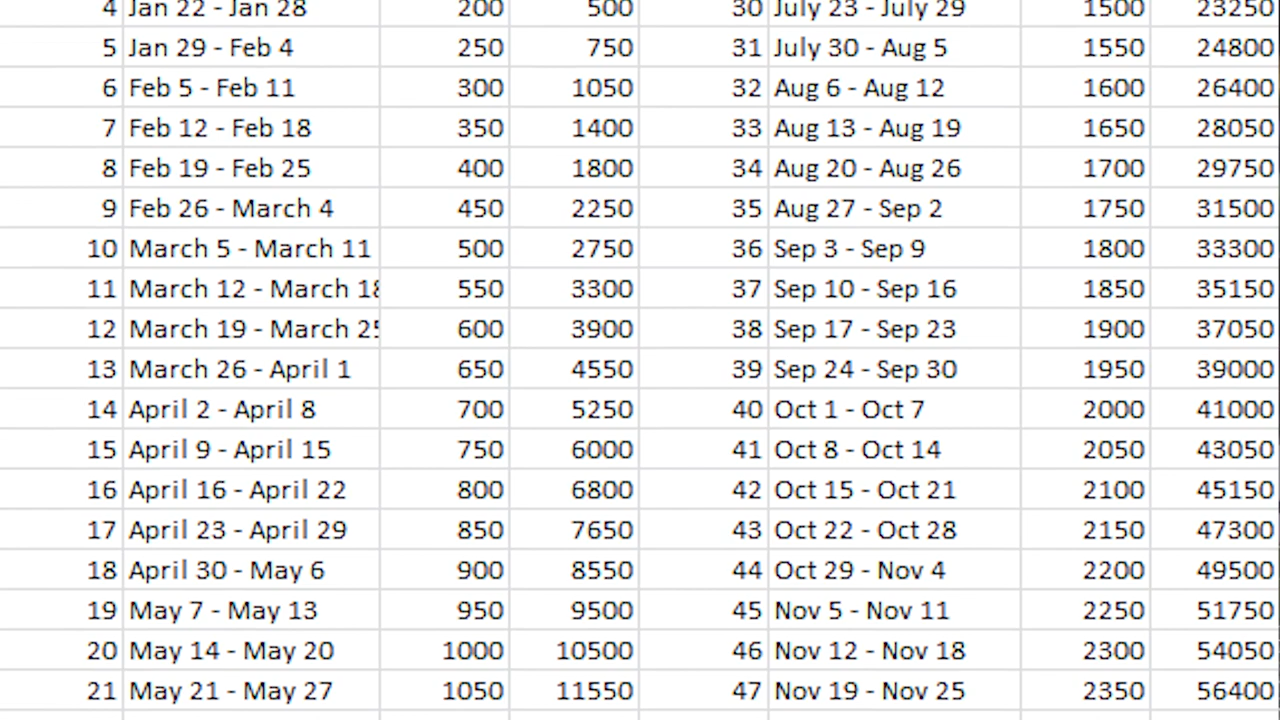 4 Jan 22 - Jan 28 200 500 30 July 23 - July 29 1500 23250
5 Jan 29 - Feb 4 250 750 31 July 30 - Aug 5 1550 24800
6 Feb 5 - Feb 11 300 1050 32 Aug 6 - Aug 12 1600 26400
7 Feb 12 - Feb 18 350 1400 33 Aug 13 - Aug 19 1650 28050
8 Feb 19 - Feb 25 400 1800 34 Aug 20 - Aug 26 1700 29750
9 Feb 26 - March 4 450 2250 35 Aug 27 - Sep 2 1750 31500
10 March 5 - March 11 500 2750 36 Sep 3 - Sep 9 1800 33300
11 March 12 - March 18 550 3300 37 Sep 10 - Sep 16 1850 35150
12 March 19 - March 25 600 3900 38 Sep 17 - Sep 23 1900 37050
13 March 26 - April 1 650 4550 39 Sep 24 - Sep 30 1950 39000
14 April 2 - April 8 700 5250 40 Oct 1 - Oct 7 2000 41000
15 April 9 - April 15 750 6000 41 Oct 8 - Oct 14 2050 43050
16 April 16 - April 22 800 6800 42 Oct 15 - Oct 21 2100 45150
17 April 23 - April 29 850 7650 43 Oct 22 - Oct 28 2150 47300
18 April 30 - May 6 900 8550 44 Oct 29 - Nov 4 2200 49500
19 May 7 - May 13 950 9500 45 Nov 5 - Nov 11 2250 51750
20 May 14 - May 20 1000 10500 46 Nov 12 - Nov 18 2300 54050
21 May 21 - May 27 1050 11550 47 Nov 19 - Nov 25 2350 56400